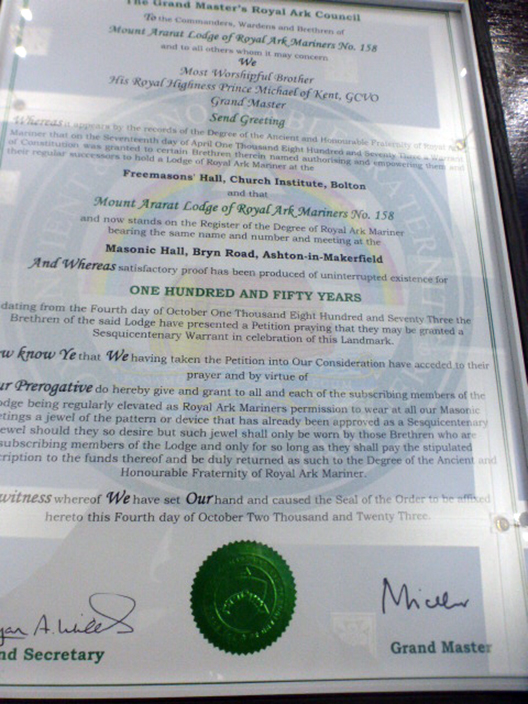 The Grand Master's Royal Ark Council
To the Commanders, Wardens and Brethren of
Mount Ararat Lodge of Royal Ark Mariners No. 158
and to all others whom it may concern
We
Most Worshipful Brother
His Royal Highness Prince Michael of Kent, GCVO
Grand Master
Send Greeting
Whereas it appears by the records of the Degree of the Ancient and Honourable Fraternity of Royal Ark
Mariner that on the Seventeenth day of April One Thousand Eight Hundred and Seventy Three a Warrant
of Constitution was granted to certain Brethren therein named authorising and empowering them and
their regular successors to hold a Lodge of Royal Ark Mariner at the
Freemasons' Hall, Church Institute, Bolton
and that
Mount Ararat Lodge of Royal Ark Mariners No. 158
and now stands on the Register of the Degree of Royal Ark Mariner
bearing the same name and number and meeting at the
Masonic Hall, Bryn Road, Ashton-in-Makerfield
And Whereas satisfactory proof has been produced of uninterrupted existence for
ONE HUNDRED AND FIFTY YEARS
dating from the Fourth day of October One Thousand Eight Hundred and Seventy Three the
Brethren of the said Lodge have presented a Petition praying that they may be granted a
Sesquicentenary Warrant in celebration of this Landmark.
ow know Ye that We having taken the Petition into Our Consideration have acceded to their
prayer and by virtue of
ur Prerogative do hereby give and grant to all and each of the subscribing members of the
odge being regularly elevated as Royal Ark Mariners permission to wear at all our Masonic
etings a jewel of the pattern or device that has already been approved as a Sesquicentenary
ewel should they so desire but such jewel shall only be worn by those Brethren who are
subscribing members of the Lodge and only for so long as they shall pay the stipulated
cription to the funds thereof and be duly returned as such to the Degree of the Ancient and
Honourable Fraternity of Royal Ark Mariner.
witness whereof We have set Our hand and caused the Seal of the Order to be affixed
hereto this Fourth day of October Two Thousand and Twenty Three.
nd Secretary
Grand Master